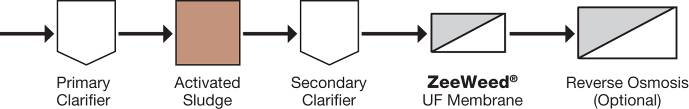 Primary
Clarifier
Activated
Sludge
Secondary
Clarifier
ZeeWeed®
UF Membrane
Reverse Osmosis
(Optional)